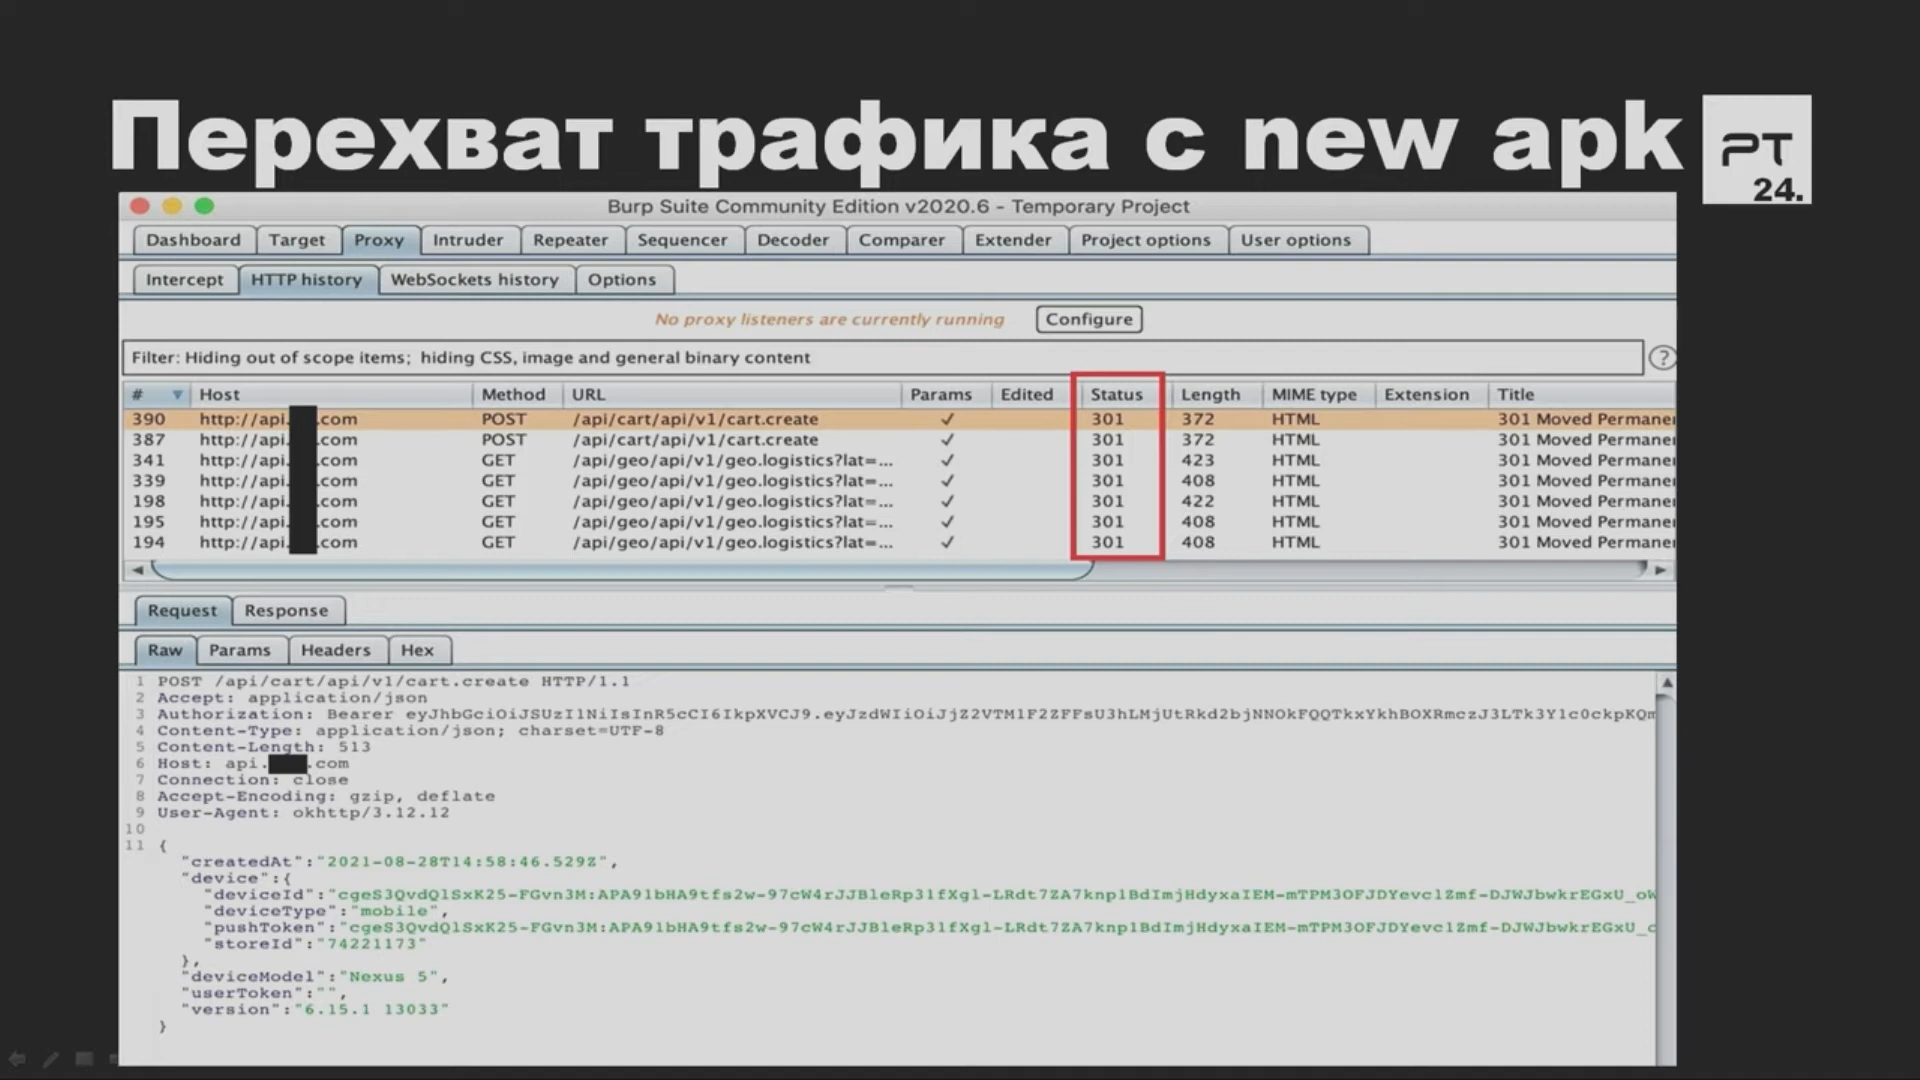 Перехват трафика с new apk
PT
24.
Burp Suite Community Edition v2020.6 - Temporary Project
Dashboard Target Proxy Intruder Repeater Sequencer Decoder Comparer Extender Project options User options
Intercept HTTP history WebSockets history Options
No proxy listeners are currently running Configure
Filter: Hiding out of scope items; hiding CSS, image and general binary content ?
# Host Method URL Params Edited Status Length MIME type Extension Title
390 http://api. .com POST /api/cart/api/v1/cart.create ✓ 301 372 HTML 301 Moved Permane
387 http://api. .com POST /api/cart/api/v1/cart.create ✓ 301 372 HTML 301 Moved Permane
341 http://api. .com GET /api/geo/api/v1/geo.logistics?lat=... ✓ 301 423 HTML 301 Moved Permane
339 http://api. .com GET /api/geo/api/v1/geo.logistics?lat=... ✓ 301 408 HTML 301 Moved Permane
198 http://api. .com GET /api/geo/api/v1/geo.logistics?lat=... ✓ 301 422 HTML 301 Moved Permane
195 http://api. .com GET /api/geo/api/v1/geo.logistics?lat=... ✓ 301 408 HTML 301 Moved Permane
194 http://api. .com GET /api/geo/api/v1/geo.logistics?lat=... ✓ 301 408 HTML 301 Moved Permane
Request Response
Raw Params Headers Hex
1 POST /api/cart/api/v1/cart.create HTTP/1.1
2 Accept: application/json
3 Authorization: Bearer
4 Content-Type: application/json; charset=UTF-8
5 Content-Length: 513
6 Host: api. .com
7 Connection: close
8 Accept-Encoding: gzip, deflate
9 User-Agent: okhttp/3.12.12
10
11 {
"createdAt":"2021-08-28T14:58:46.529Z",
"device":{
"deviceId":
"deviceType":"mobile",
"pushToken":
"storeId":"74221173"
},
"deviceModel":"Nexus 5",
"userToken":"",
"version":"6.15.1 13033"
}